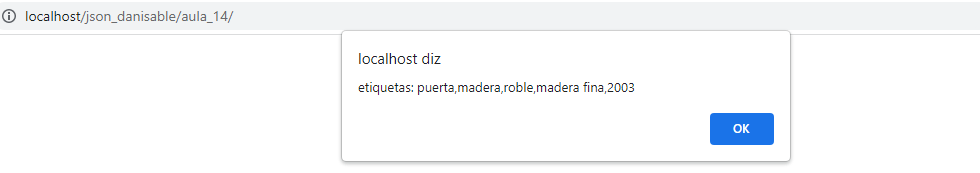 localhost/json_danisable/aula_14/
localhost diz
etiquetas: puerta,madera,roble,madera fina,2003
OK